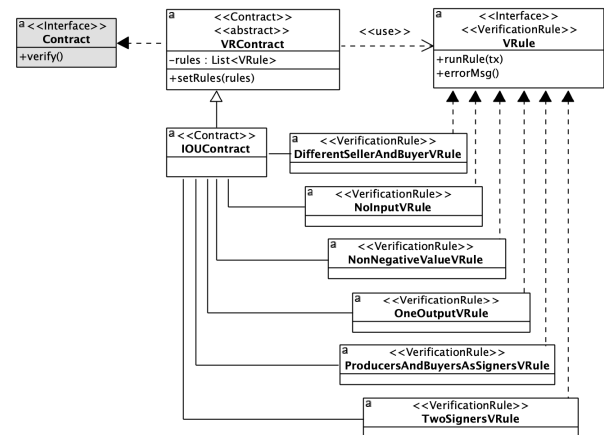 a <<Interface>>
Contract
+verify()
a <<Contract>>
<<abstract>>
VRContract
-rules : List<VRule>
+setRules(rules)
<<use>>
a <<Interface>>
<<VerificationRule>>
VRule
+runRule(tx)
+errorMsg()
a <<Contract>>
IOUContract
a <<VerificationRule>>
DifferentSellerAndBuyerVRule
a <<VerificationRule>>
NoInputVRule
a <<VerificationRule>>
NonNegativeValueVRule
a <<VerificationRule>>
OneOutputVRule
a <<VerificationRule>>
ProducersAndBuyersAsSignersVRule
a <<VerificationRule>>
TwoSignersVRule